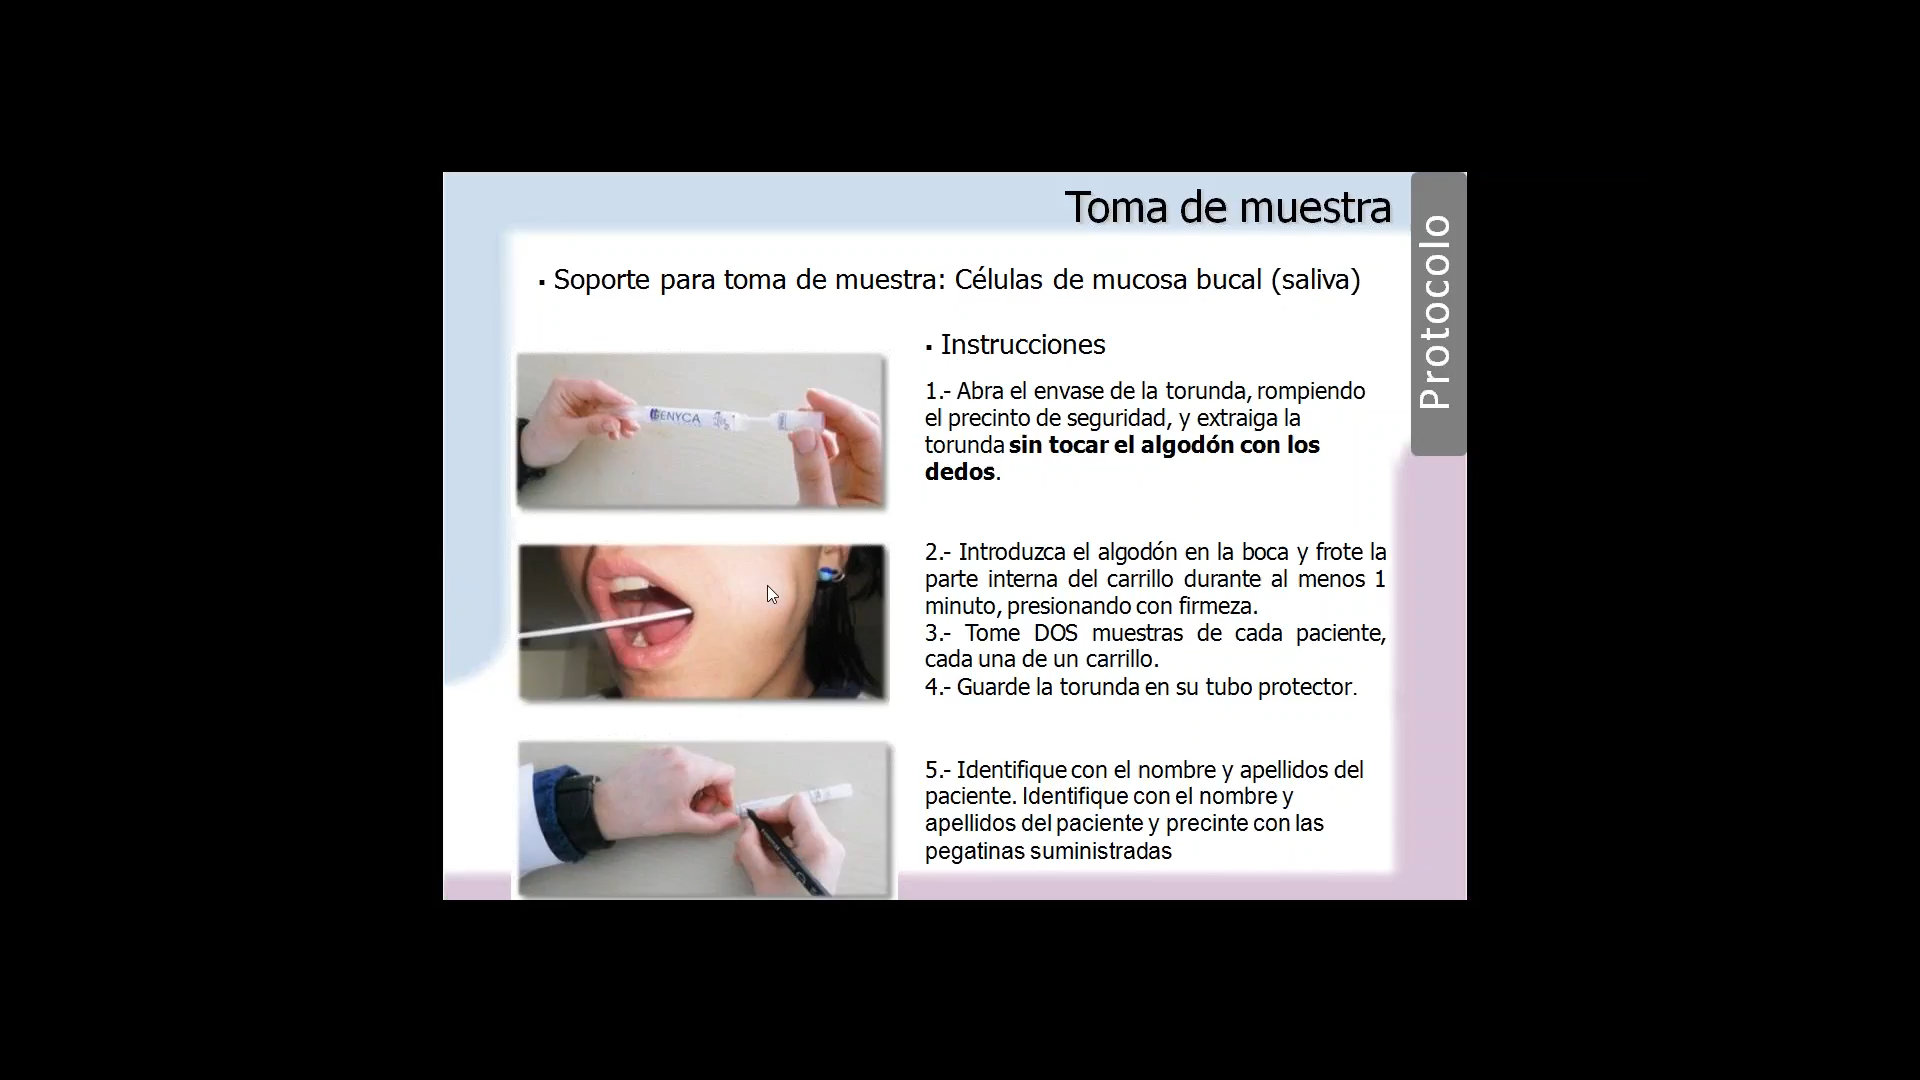 Toma de muestra
Protocolo
▪ Soporte para toma de muestra: Células de mucosa bucal (saliva)
▪ Instrucciones
1.- Abra el envase de la torunda, rompiendo
el precinto de seguridad, y extraiga la
torunda sin tocar el algodón con los
dedos.
GENYCA
2.- Introduzca el algodón en la boca y frote la
parte interna del carrillo durante al menos 1
minuto, presionando con firmeza.
3.- Tome DOS muestras de cada paciente,
cada una de un carrillo.
4.- Guarde la torunda en su tubo protector.
5.- Identifique con el nombre y apellidos del
paciente. Identifique con el nombre y
apellidos del paciente y precinte con las
pegatinas suministradas